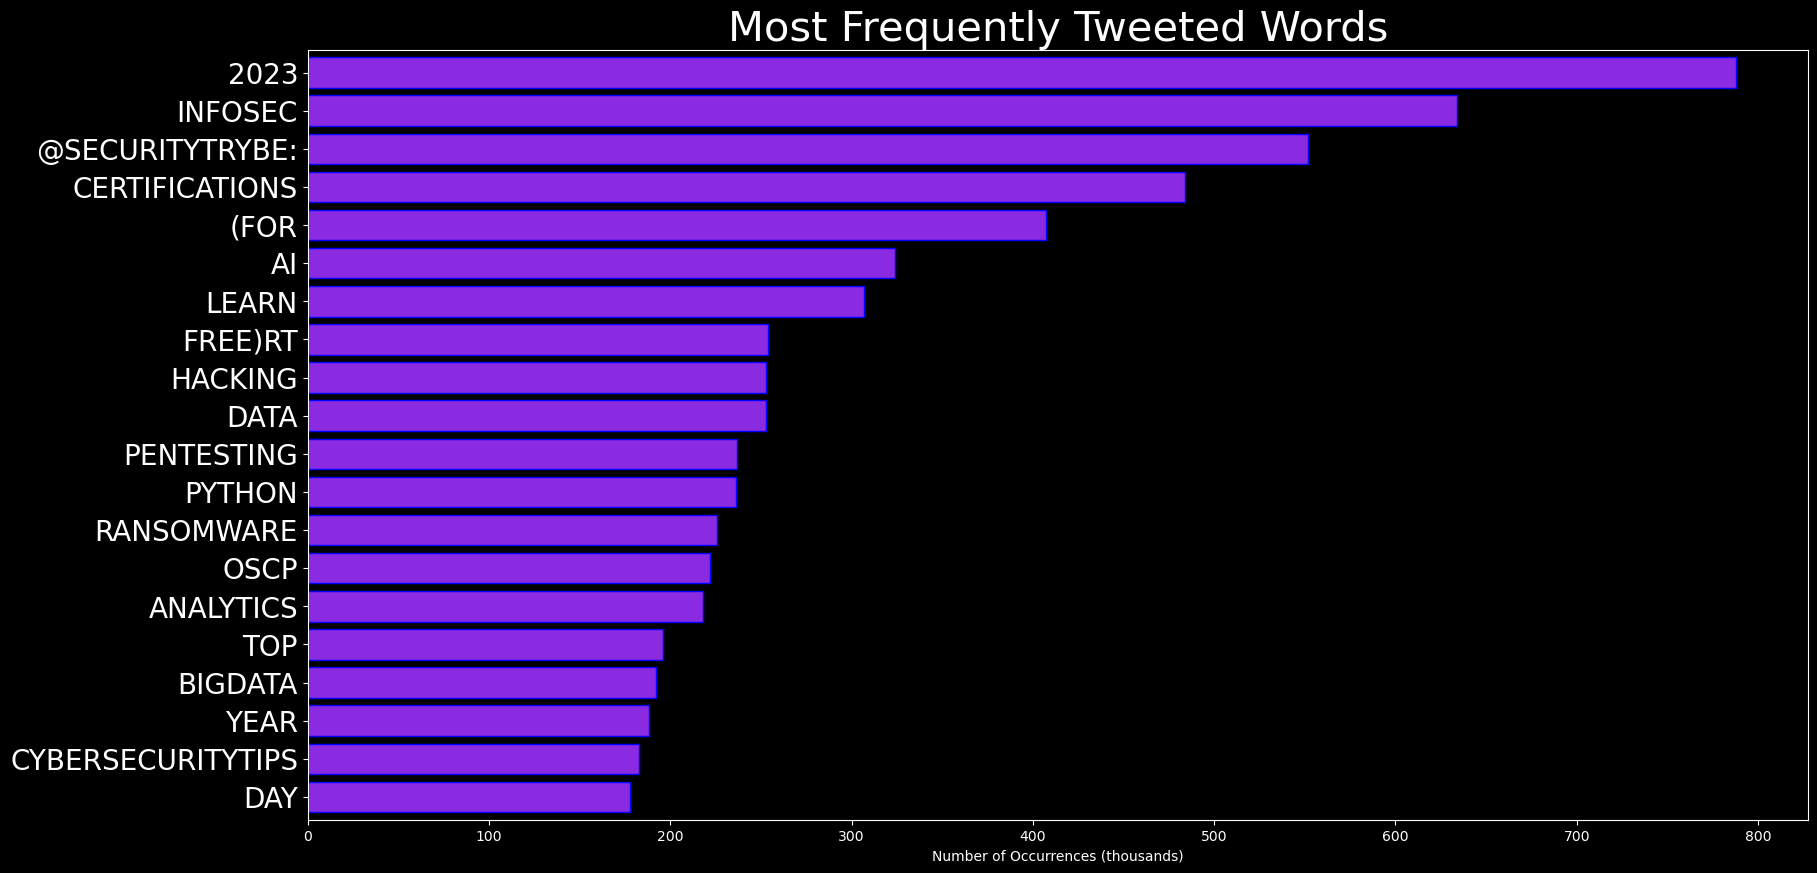 Most Frequently Tweeted Words
2023
INFOSEC
@SECURITYTRYBE:
CERTIFICATIONS
(FOR
AI
LEARN
FREE)RT
HACKING
DATA
PENTESTING
PYTHON
RANSOMWARE
OSCP
ANALYTICS
TOP
BIGDATA
YEAR
CYBERSECURITYTIPS
DAY
0 100 200 300 400 500 600 700 800
Number of Occurrences (thousands)